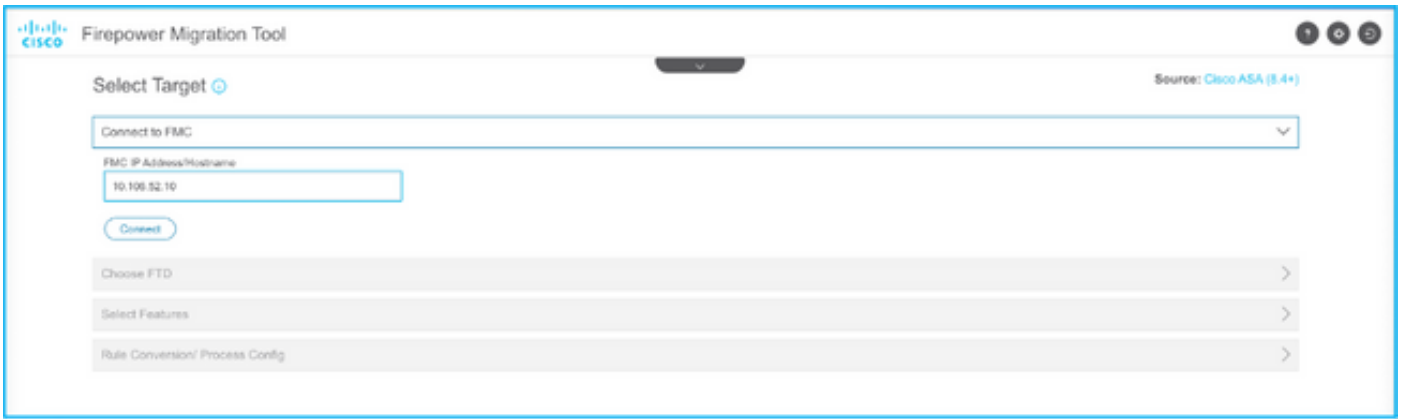 CISCO Firepower Migration Tool
Select Target
Source: Cisco ASA (8.4+)
Connect to FMC
FMC IP Address/Hostname
10.106.52.10
Connect
Choose FTD
Select Features
Rule Conversion/ Process Config